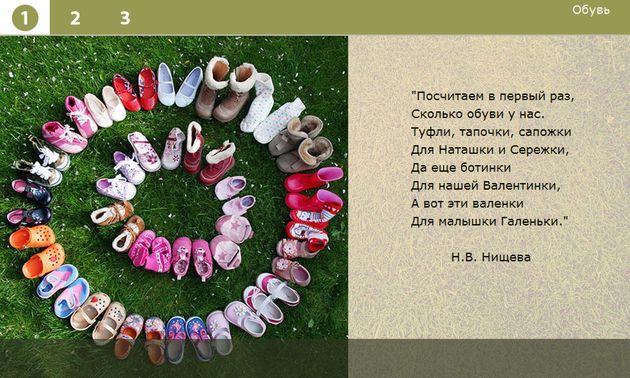 1 2 3
Обувь
"Посчитаем в первый раз,
Сколько обуви у нас.
Туфли, тапочки, сапожки
Для Наташки и Сережки,
Да еще ботинки
Для нашей Валентинки,
А вот эти валенки
Для малышки Галеньки."
Н.В. Нищева